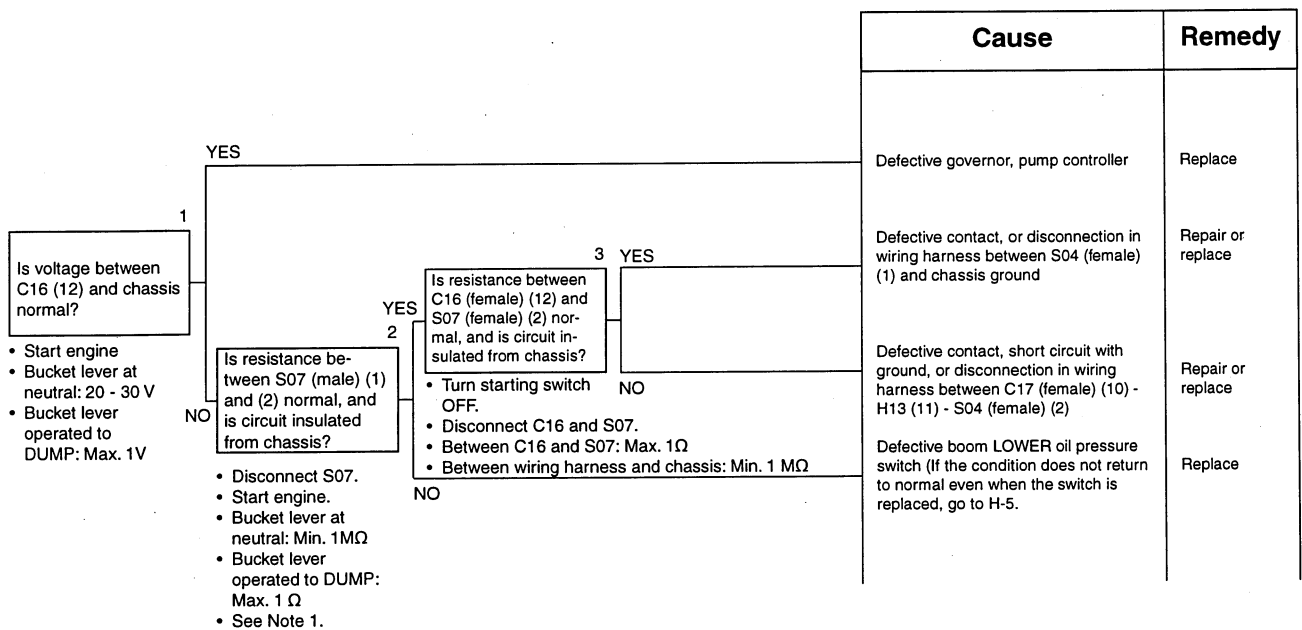 Cause
Remedy
YES
Defective governor, pump controller
Replace
1
Is voltage between
C16 (12) and chassis
normal?
• Start engine
• Bucket lever at
neutral: 20 - 30 V
• Bucket lever
operated to
DUMP: Max. 1V
NO
2
Is resistance be-
tween S07 (male) (1)
and (2) normal, and
is circuit insulated
from chassis?
• Disconnect S07.
• Start engine.
• Bucket lever at
neutral: Min. 1MΩ
• Bucket lever
operated to DUMP:
Max. 1 Ω
• See Note 1.
YES
3
Is resistance between
C16 (female) (12) and
S07 (female) (2) nor-
mal, and is circuit in-
sulated from chassis?
• Turn starting switch
OFF.
• Disconnect C16 and S07.
• Between C16 and S07: Max. 1Ω
• Between wiring harness and chassis: Min. 1 MΩ
YES
Defective contact, or disconnection in
wiring harness between S04 (female)
(1) and chassis ground
Repair or
replace
NO
Defective contact, short circuit with
ground, or disconnection in wiring
harness between C17 (female) (10) -
H13 (11) - S04 (female) (2)
Repair or
replace
NO
Defective boom LOWER oil pressure
switch (If the condition does not return
to normal even when the switch is
replaced, go to H-5.
Replace